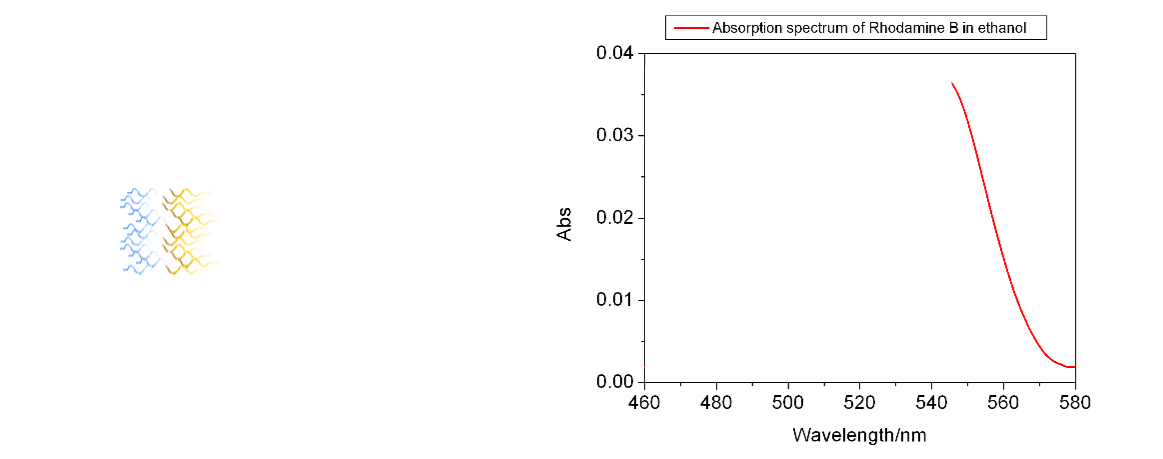 Absorption spectrum of Rhodamine B in ethanol
0.04
0.03
0.02
0.01
0.00
Abs
460 480 500 520 540 560 580
Wavelength/nm